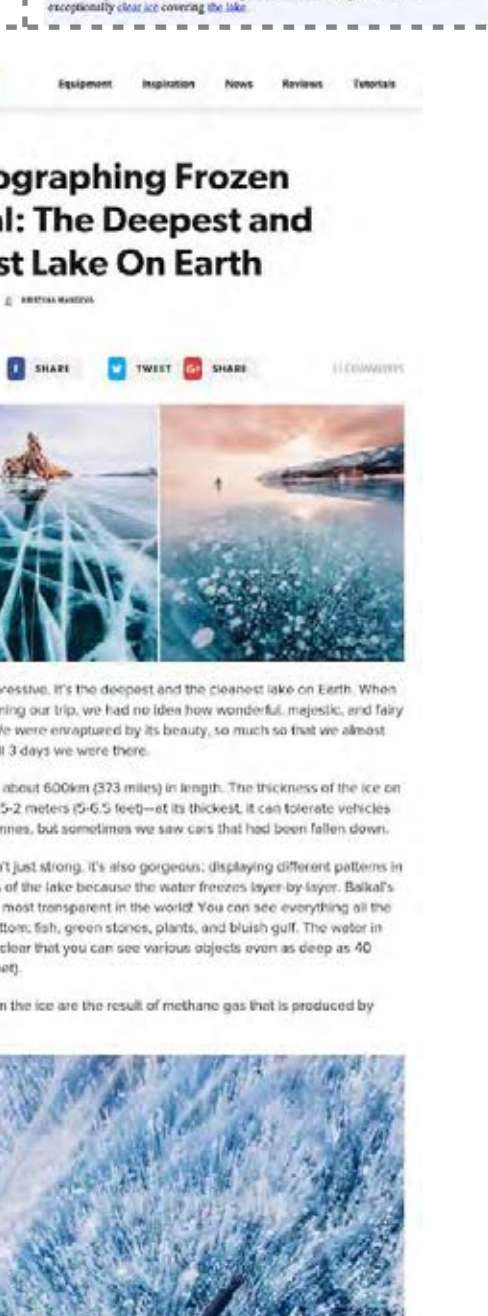 exceptionally clear ice covering the lake.
Equipment Inspiration News Reviews Tutorials
ographing Frozen
l: The Deepest and
st Lake On Earth
KRISTINA MAKEEVA
SHARE TWEET SHARE
11 COMMENTS
ressive. It's the deepest and the cleanest lake on Earth. When
ning our trip, we had no idea how wonderful, majestic, and fairy
e were enraptured by its beauty, so much so that we almost
ll 3 days we were there.
about 600km (373 miles) in length. The thickness of the ice on
5-2 meters (5-6.5 feet)—at its thickest, it can tolerate vehicles
nnes, but sometimes we saw cars that had been fallen down.
't just strong, it's also gorgeous: displaying different patterns in
s of the lake because the water freezes layer-by-layer. Baikal's
most transparent in the world! You can see everything all the
ttom: fish, green stones, plants, and bluish gulf. The water in
clear that you can see various objects even as deep as 40
et).
n the ice are the result of methane gas that is produced by